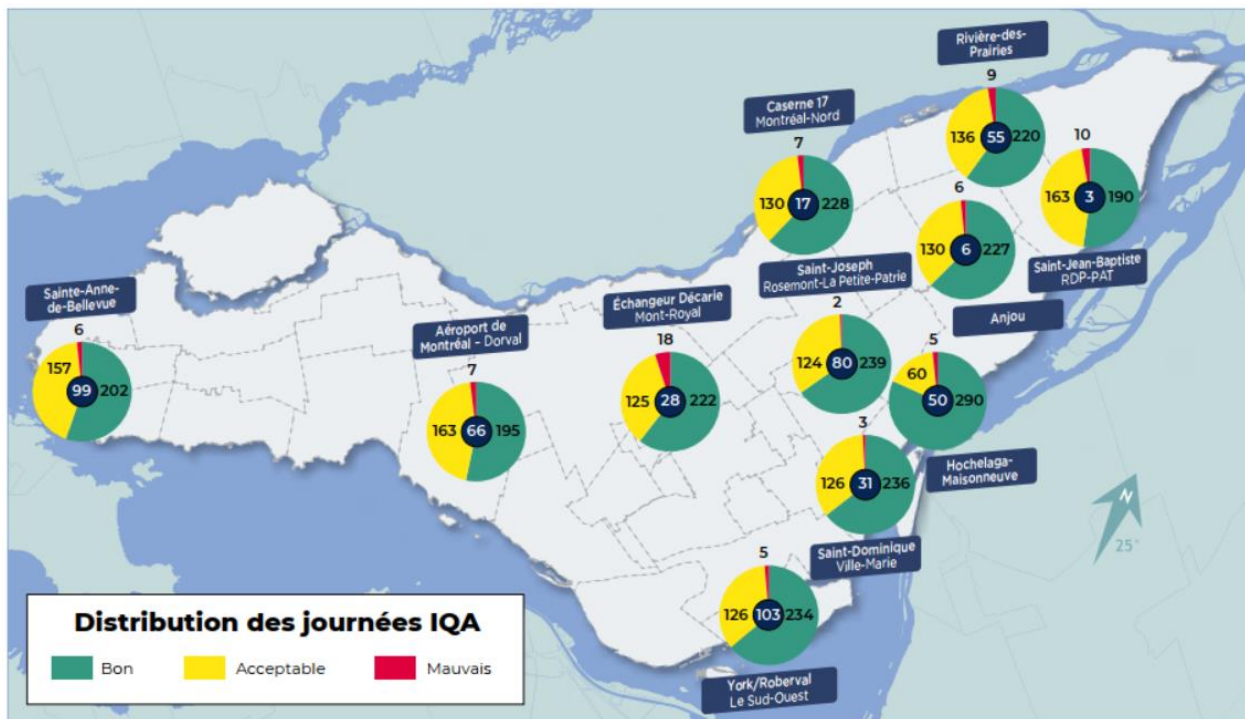 Rivière-des-
Prairies
9
136 55 220
Caserne 17
Montréal-Nord
7
130 17 228
10
163 3 190
Saint-Jean-Baptiste
RDP-PAT
6
130 6 227
Anjou
Saint-Joseph
Rosemont-La Petite-Patrie
2
124 80 239
Échangeur Décarie
Mont-Royal
18
125 28 222
Sainte-Anne-
de-Bellevue
6
157 99 202
Aéroport de
Montréal – Dorval
7
163 66 195
5
60 50 290
Hochelaga-
Maisonneuve
3
126 31 236
Saint-Dominique
Ville-Marie
5
126 103 234
York/Roberval
Le Sud-Ouest
N
25°
Distribution des journées IQA
Bon Acceptable Mauvais